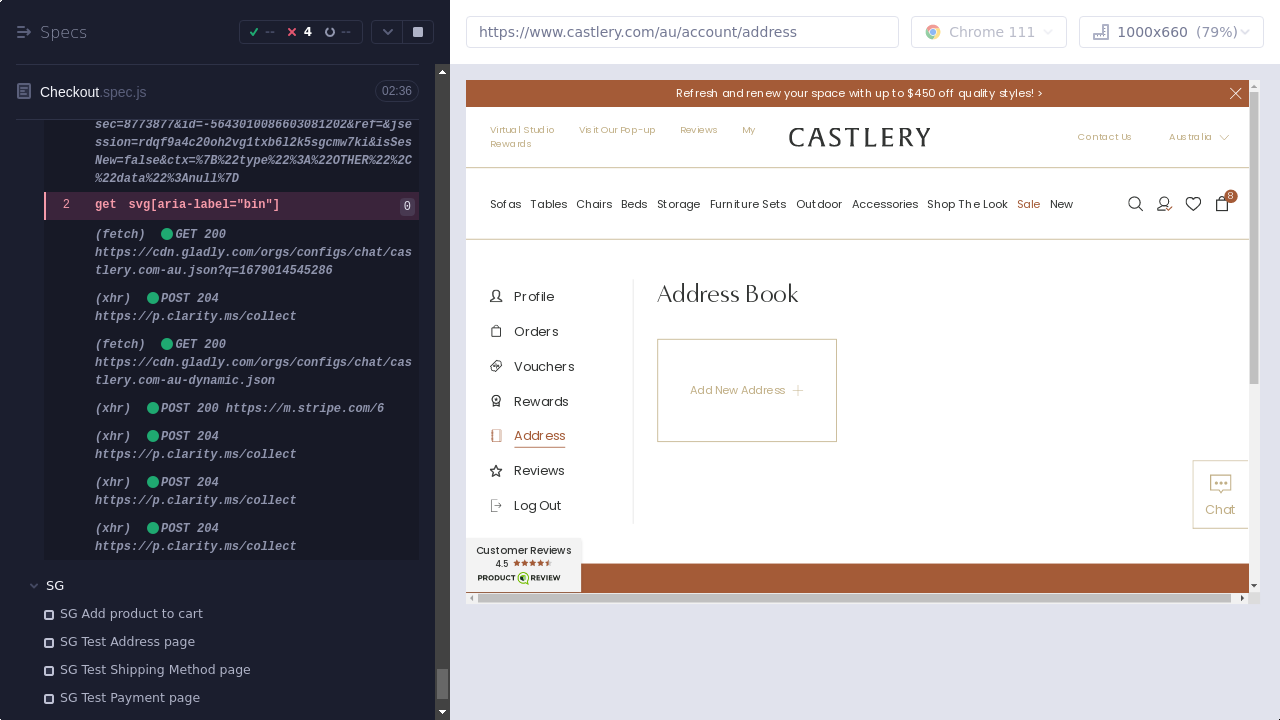 Specs
--
4
--
Checkout.spec.js
02:36
sec=8773877&id=-5643010086603081202&ref=&jse
ssion=rdqf9a4c20oh2vg1txb6l2k5sgcmw7ki&isSes
New=false&ctx=%7B%22type%22%3A%22OTHER%22%2C
%22data%22%3Anull%7D
2 get svg[aria-label="bin"] 0
(fetch) GET 200
https://cdn.gladly.com/orgs/configs/chat/cas
tlery.com-au.json?q=1679014545286
(xhr) POST 204
https://p.clarity.ms/collect
(fetch) GET 200
https://cdn.gladly.com/orgs/configs/chat/cas
tlery.com-au-dynamic.json
(xhr) POST 200 https://m.stripe.com/6
(xhr) POST 204
https://p.clarity.ms/collect
(xhr) POST 204
https://p.clarity.ms/collect
(xhr) POST 204
https://p.clarity.ms/collect
SG
SG Add product to cart
SG Test Address page
SG Test Shipping Method page
SG Test Payment page
https://www.castlery.com/au/account/address
Chrome 111
1000x660 (79%)
Refresh and renew your space with up to $450 off quality styles! >
Virtual Studio Visit Our Pop-up Reviews My
Rewards
CASTLERY
Contact Us Australia
Sofas Tables Chairs Beds Storage Furniture Sets Outdoor Accessories Shop The Look Sale New
8
Profile
Orders
Vouchers
Rewards
Address
Reviews
Log Out
Address Book
Add New Address
Chat
Customer Reviews
4.5
PRODUCT REVIEW